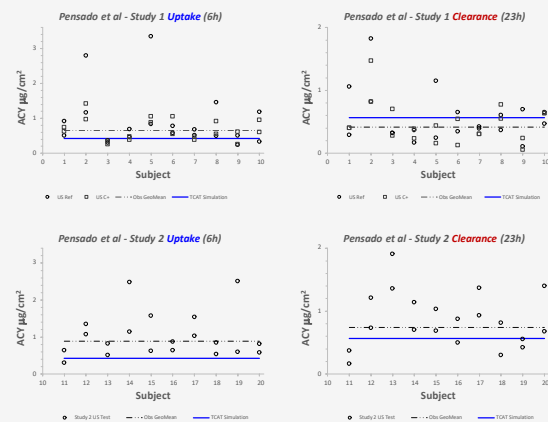 Pensado et al - Study 1 Uptake (6h)
ACY µg/cm²
3
2
1
0
0 1 2 3 4 5 6 7 8 9 10
Subject
US Ref US C+ Obs GeoMean TCAT Simulation
Pensado et al - Study 1 Clearance (23h)
ACY µg/cm²
2
1
0
0 1 2 3 4 5 6 7 8 9 10
Subject
US Ref US C+ Obs GeoMean TCAT Simulation
Pensado et al - Study 2 Uptake (6h)
ACY µg/cm²
3
2
1
0
10 11 12 13 14 15 16 17 18 19 20
Subject
Study 2 US Test Obs GeoMean TCAT Simulation
Pensado et al - Study 2 Clearance (23h)
ACY µg/cm²
2
1
0
10 11 12 13 14 15 16 17 18 19 20
Subject
Study 2 US Test Obs GeoMean TCAT Simulation